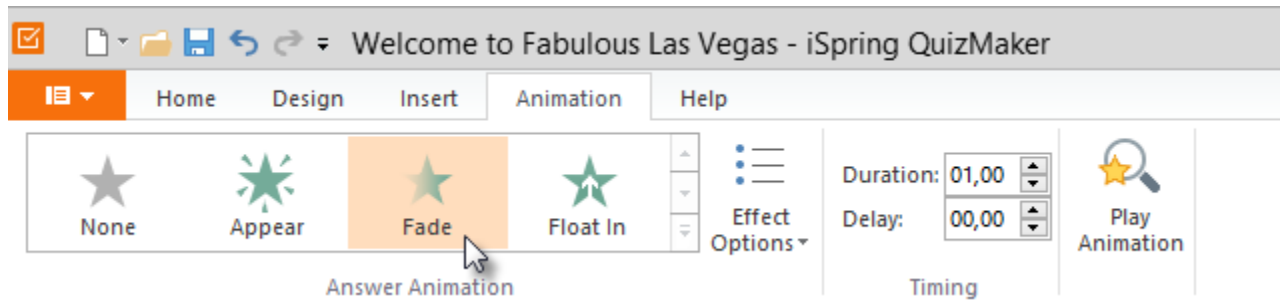 Welcome to Fabulous Las Vegas - iSpring QuizMaker
Home Design Insert Animation Help
None Appear Fade Float In
Effect
Options
Duration: 01,00
Delay: 00,00
Play
Animation
Answer Animation
Timing